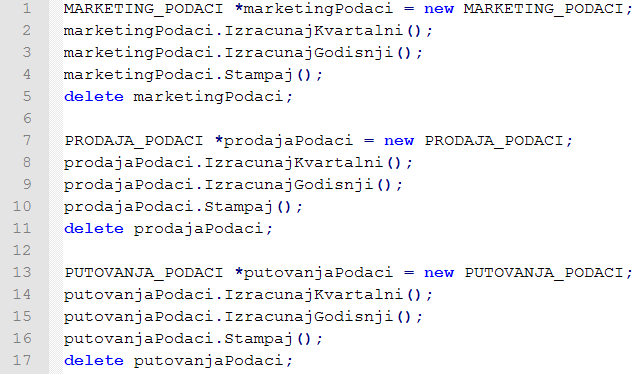 1 MARKETING_PODACI *marketingPodaci = new MARKETING_PODACI;
2 marketingPodaci.IzracunajKvartalni();
3 marketingPodaci.IzracunajGodisnji();
4 marketingPodaci.Stampaj();
5 delete marketingPodaci;
6
7 PRODAJA_PODACI *prodajaPodaci = new PRODAJA_PODACI;
8 prodajaPodaci.IzracunajKvartalni();
9 prodajaPodaci.IzracunajGodisnji();
10 prodajaPodaci.Stampaj();
11 delete prodajaPodaci;
12
13 PUTOVANJA_PODACI *putovanjaPodaci = new PUTOVANJA_PODACI;
14 putovanjaPodaci.IzracunajKvartalni();
15 putovanjaPodaci.IzracunajGodisnji();
16 putovanjaPodaci.Stampaj();
17 delete putovanjaPodaci;